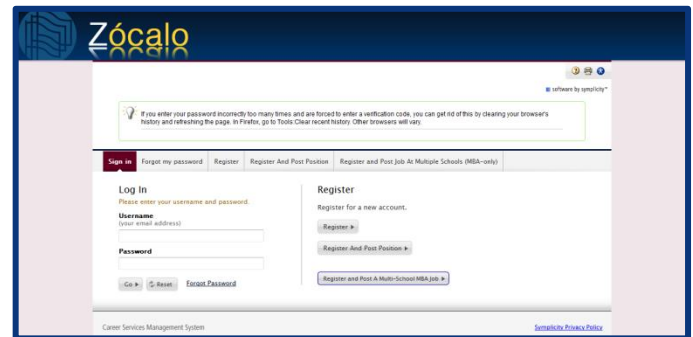 Zócalo
software by symplicity™
If you enter your password incorrectly too many times and are forced to enter a verification code, you can get rid of this by clearing your browser's
history and refreshing the page. In Firefox, go to Tools:Clear recent history. Other browsers will vary.
Sign in Forgot my password Register Register And Post Position Register and Post Job At Multiple Schools (MBA-only)
Log In
Please enter your username and password.
Username
(your email address)
Password
Go Reset Forgot Password
Register
Register for a new account.
Register
Register And Post Position
Register and Post A Multi-School MBA Job
Career Services Management System
Symplicity Privacy Policy